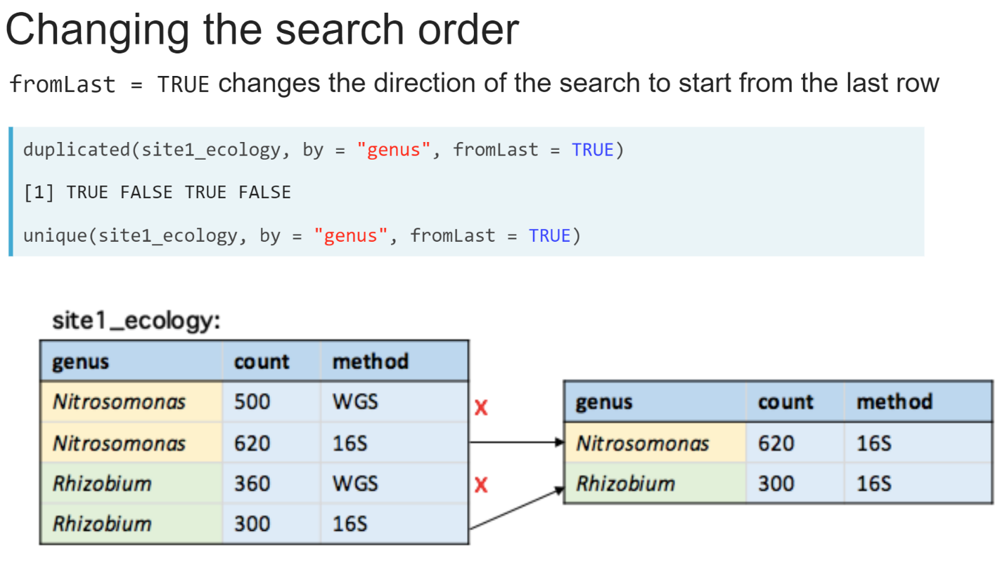 Changing the search order
fromLast = TRUE changes the direction of the search to start from the last row
duplicated(site1_ecology, by = "genus", fromLast = TRUE)
[1] TRUE FALSE TRUE FALSE
unique(site1_ecology, by = "genus", fromLast = TRUE)
site1_ecology:
genus count method
Nitrosomonas 500 WGS X
Nitrosomonas 620 16S
Rhizobium 360 WGS X
Rhizobium 300 16S
genus count method
Nitrosomonas 620 16S
Rhizobium 300 16S